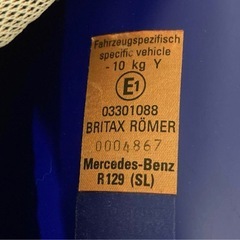 Fahrzeugspezifisch
specific vehicle
-10 kg Y
E1
03301088
BRITAX RÖMER
0004867
Mercedes-Benz
R129 (SL)